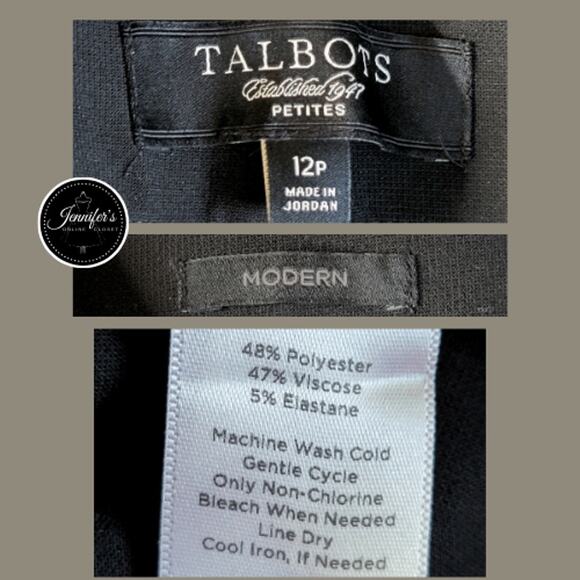 TALBOTS
Established 1947
PETITES
12P
MADE IN
JORDAN
Jennifer's
ONLINE CLOSET
MODERN
48% Polyester
47% Viscose
5% Elastane
Machine Wash Cold
Gentle Cycle
Only Non-Chlorine
Bleach When Needed
Line Dry
Cool Iron, If Needed